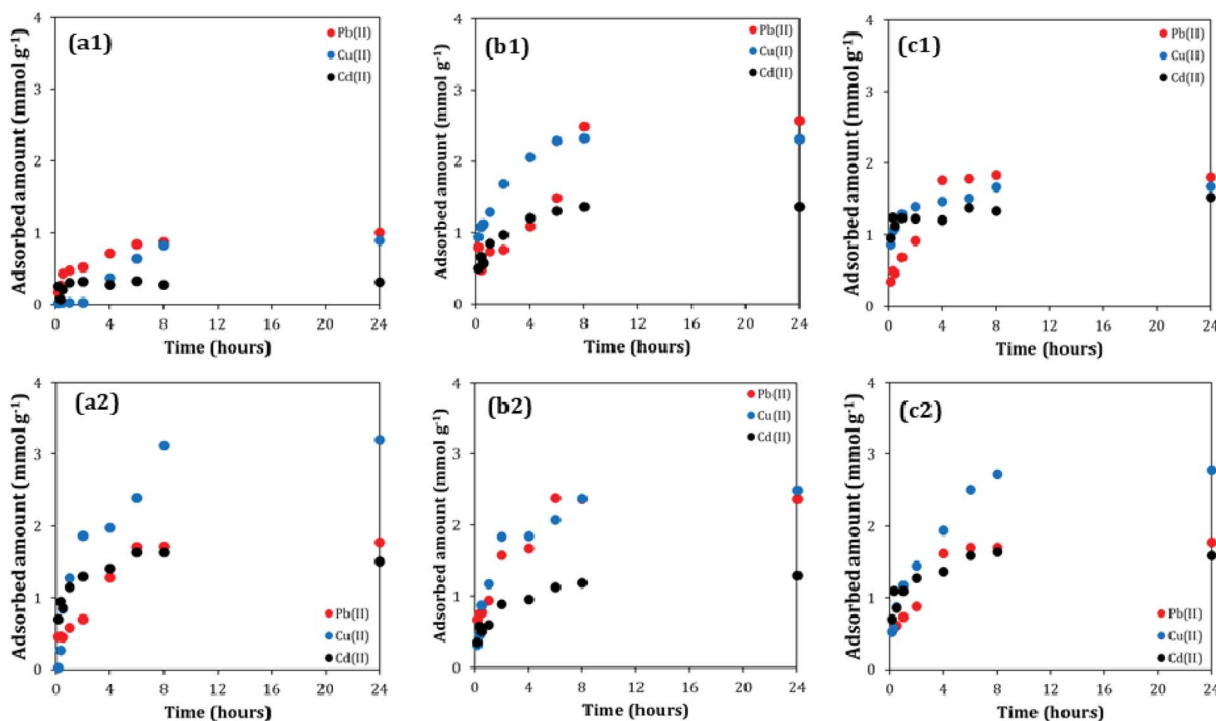 (a1)
Pb(II)
Cu(II)
Cd(II)
Adsorbed amount (mmol g-1)
4
3
2
1
0
0 4 8 12 16 20 24
Time (hours)
(b1)
Pb(II)
Cu(II)
Cd(II)
Adsorbed amount (mmol g-1)
4
3
2
1
0
0 4 8 12 16 20 24
Time (hours)
(c1)
Pb(II)
Cu(II)
Cd(II)
Adsorbed amount (mmol g-1)
4
3
2
1
0
0 4 8 12 16 20 24
Time (hours)
(a2)
Pb(II)
Cu(II)
Cd(II)
Adsorbed amount (mmol g-1)
4
3
2
1
0
0 4 8 12 16 20 24
Time (hours)
(b2)
Pb(II)
Cu(II)
Cd(II)
Adsorbed amount (mmol g-1)
4
3
2
1
0
0 4 8 12 16 20 24
Time (hours)
(c2)
Pb(II)
Cu(II)
Cd(II)
Adsorbed amount (mmol g-1)
4
3
2
1
0
0 4 8 12 16 20 24
Time (hours)